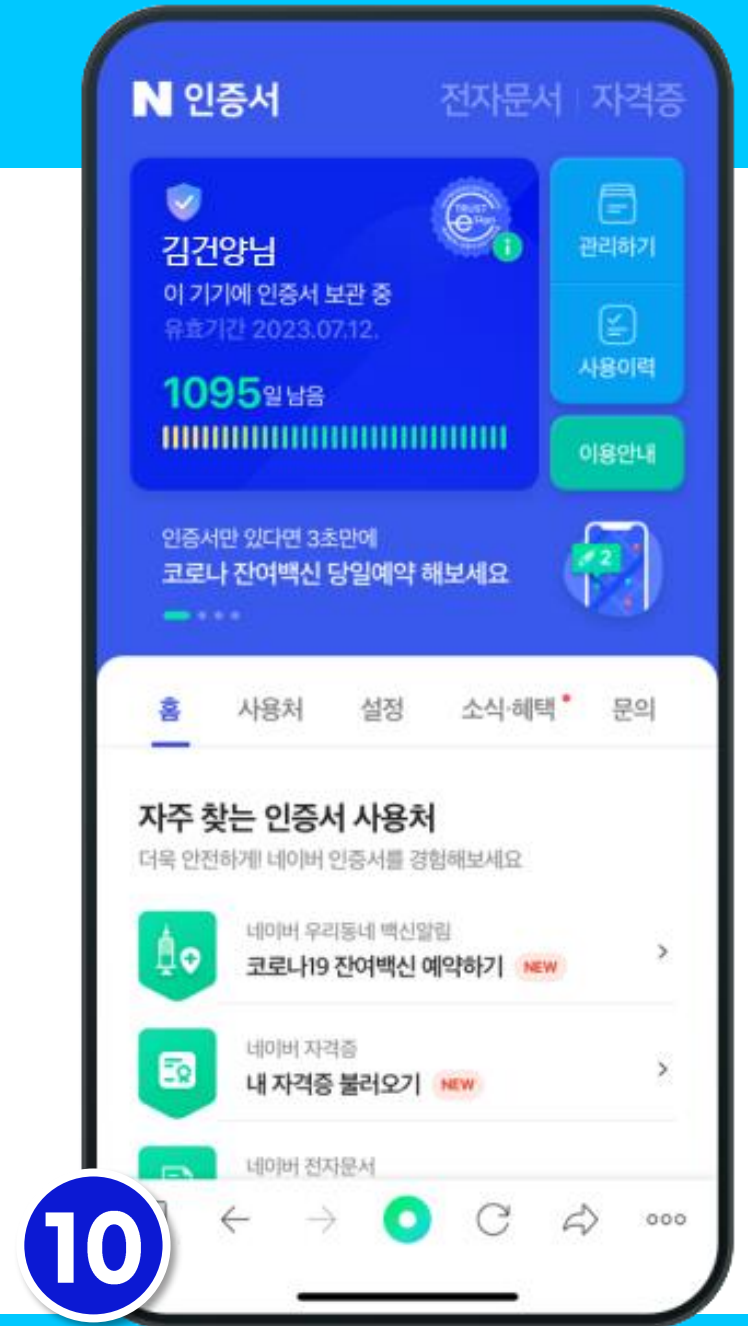 N 인증서
전자문서 | 자격증
김건양님
이 기기에 인증서 보관 중
유효기간 2023.07.12.
1095일 남음
TRUST
e Sign
관리하기
사용이력
이용안내
인증서만 있다면 3초만에
코로나 잔여백신 당일예약 해보세요
2
홈 사용처 설정 소식·혜택 문의
자주 찾는 인증서 사용처
더욱 안전하게! 네이버 인증서를 경험해보세요
네이버 우리동네 백신알림
코로나19 잔여백신 예약하기 NEW
네이버 자격증
내 자격증 불러오기 NEW
네이버 전자문서
10